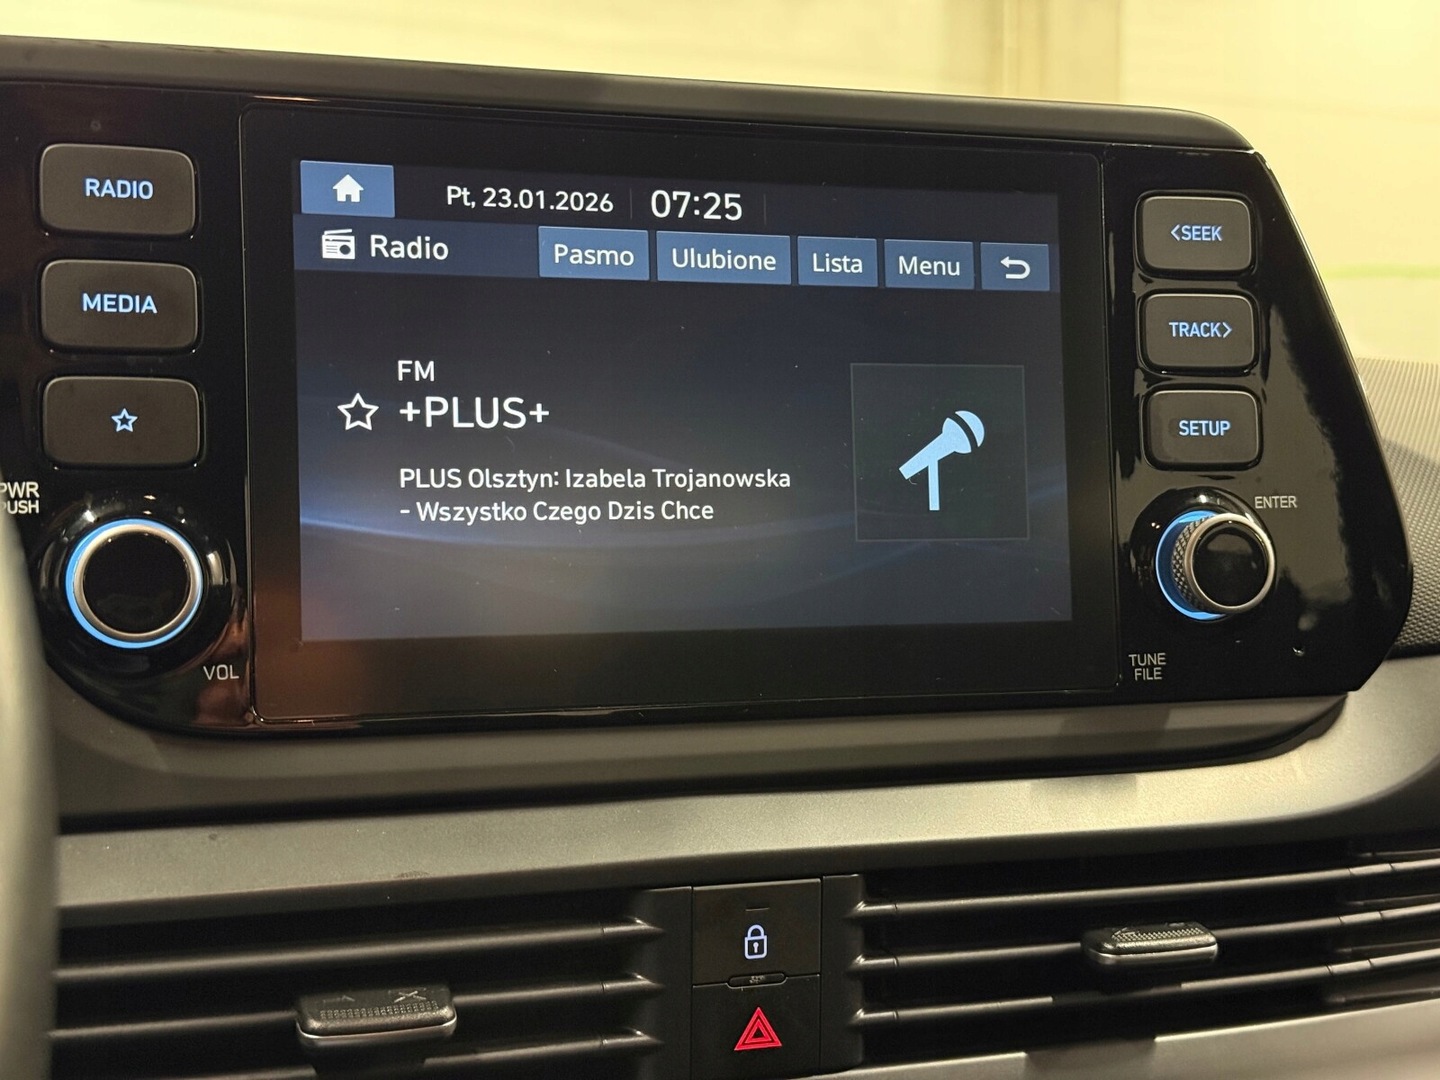 RADIO
MEDIA
PWR
PUSH
VOL
Pt, 23.01.2026 07:25
Radio Pasmo Ulubione Lista Menu
FM
+PLUS+
PLUS Olsztyn: Izabela Trojanowska
- Wszystko Czego Dzis Chce
<SEEK
TRACK>
SETUP
ENTER
TUNE
FILE